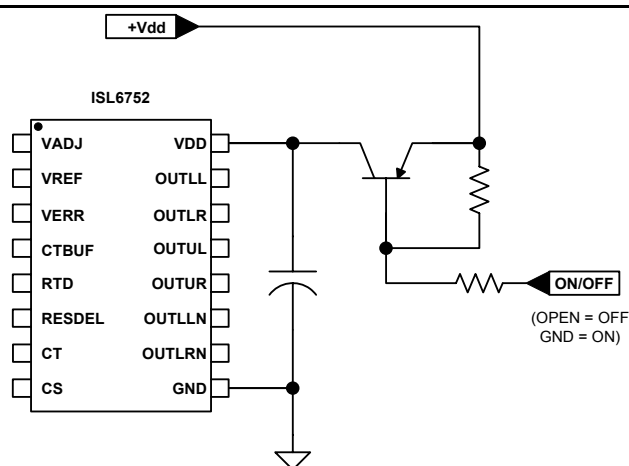 +Vdd
ISL6752
VADJ VDD
VREF OUTLL
VERR OUTLR
CTBUF OUTUL
RTD OUTUR
RESDEL OUTLLN
CT OUTLRN
CS GND
ON/OFF
(OPEN = OFF
GND = ON)